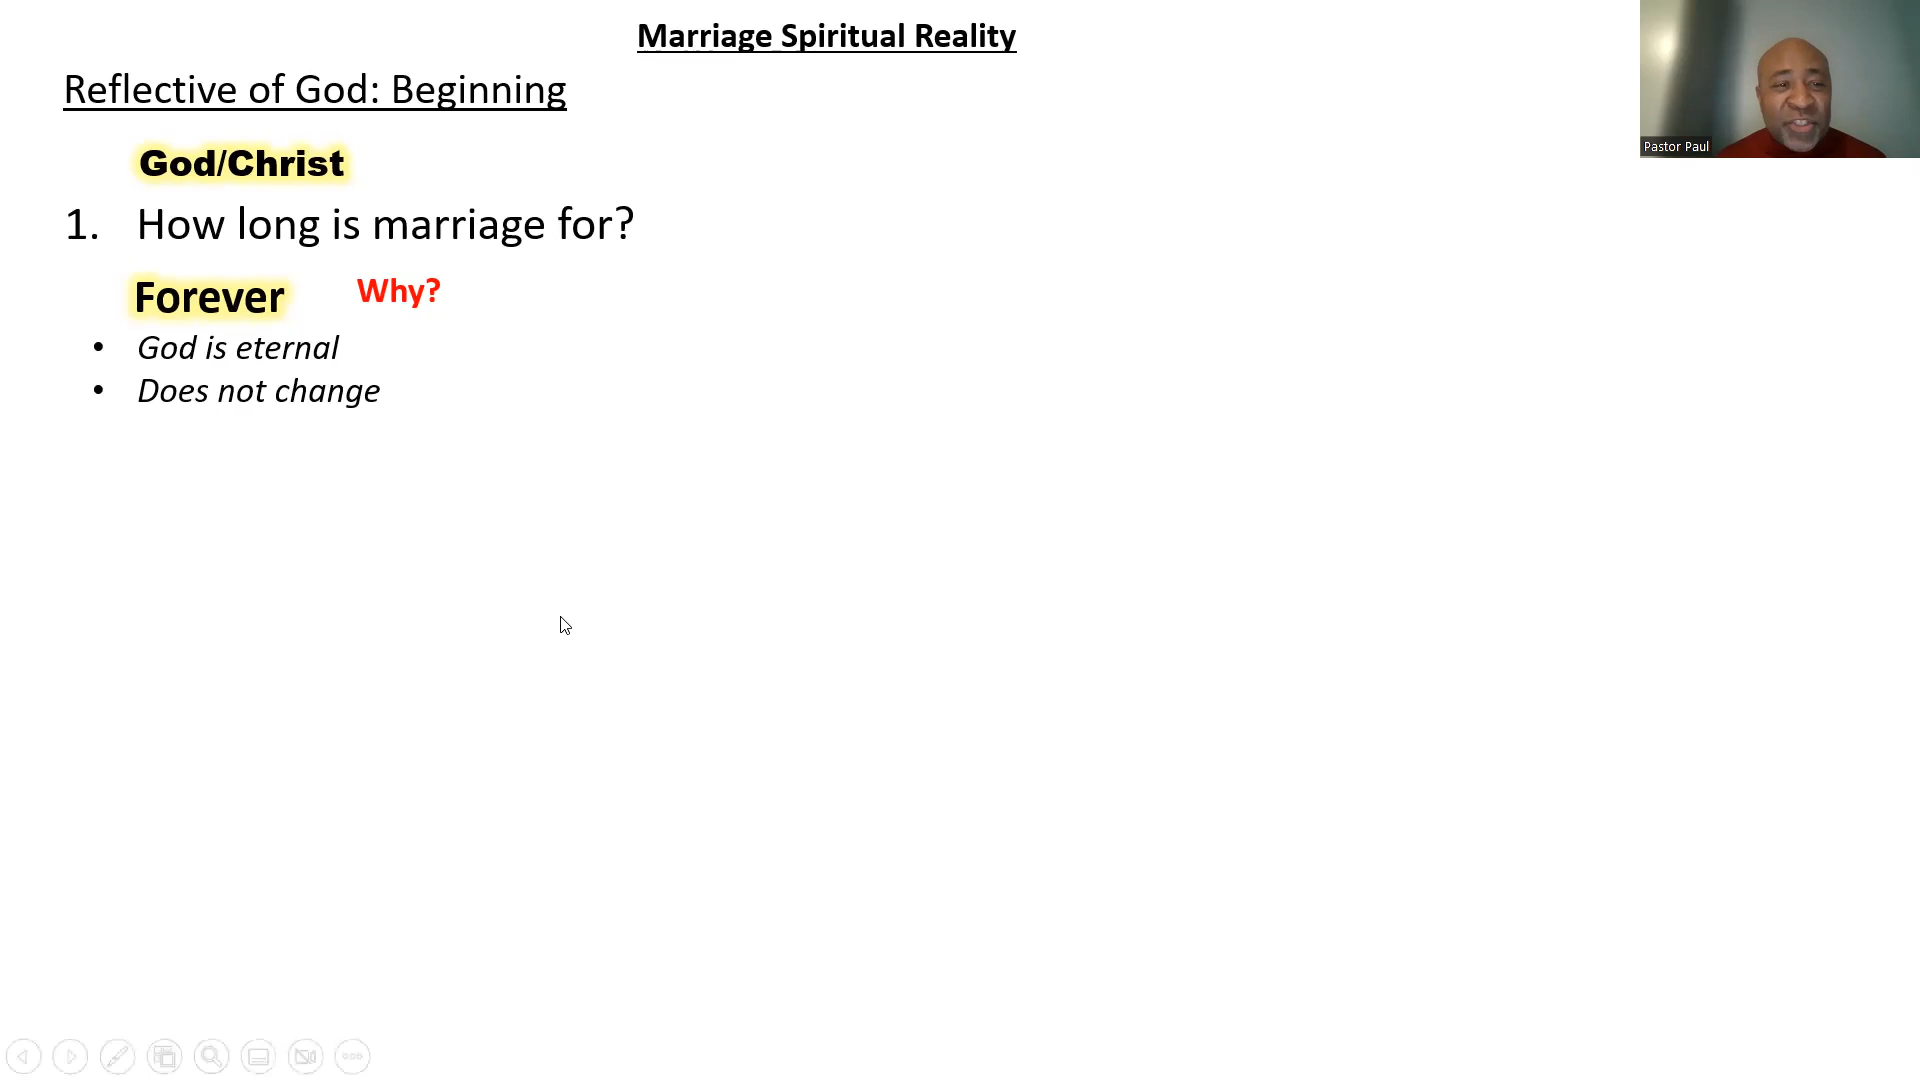 Marriage Spiritual Reality
Reflective of God: Beginning
God/Christ
1. How long is marriage for?
Forever Why?
• God is eternal
• Does not change
Pastor Paul